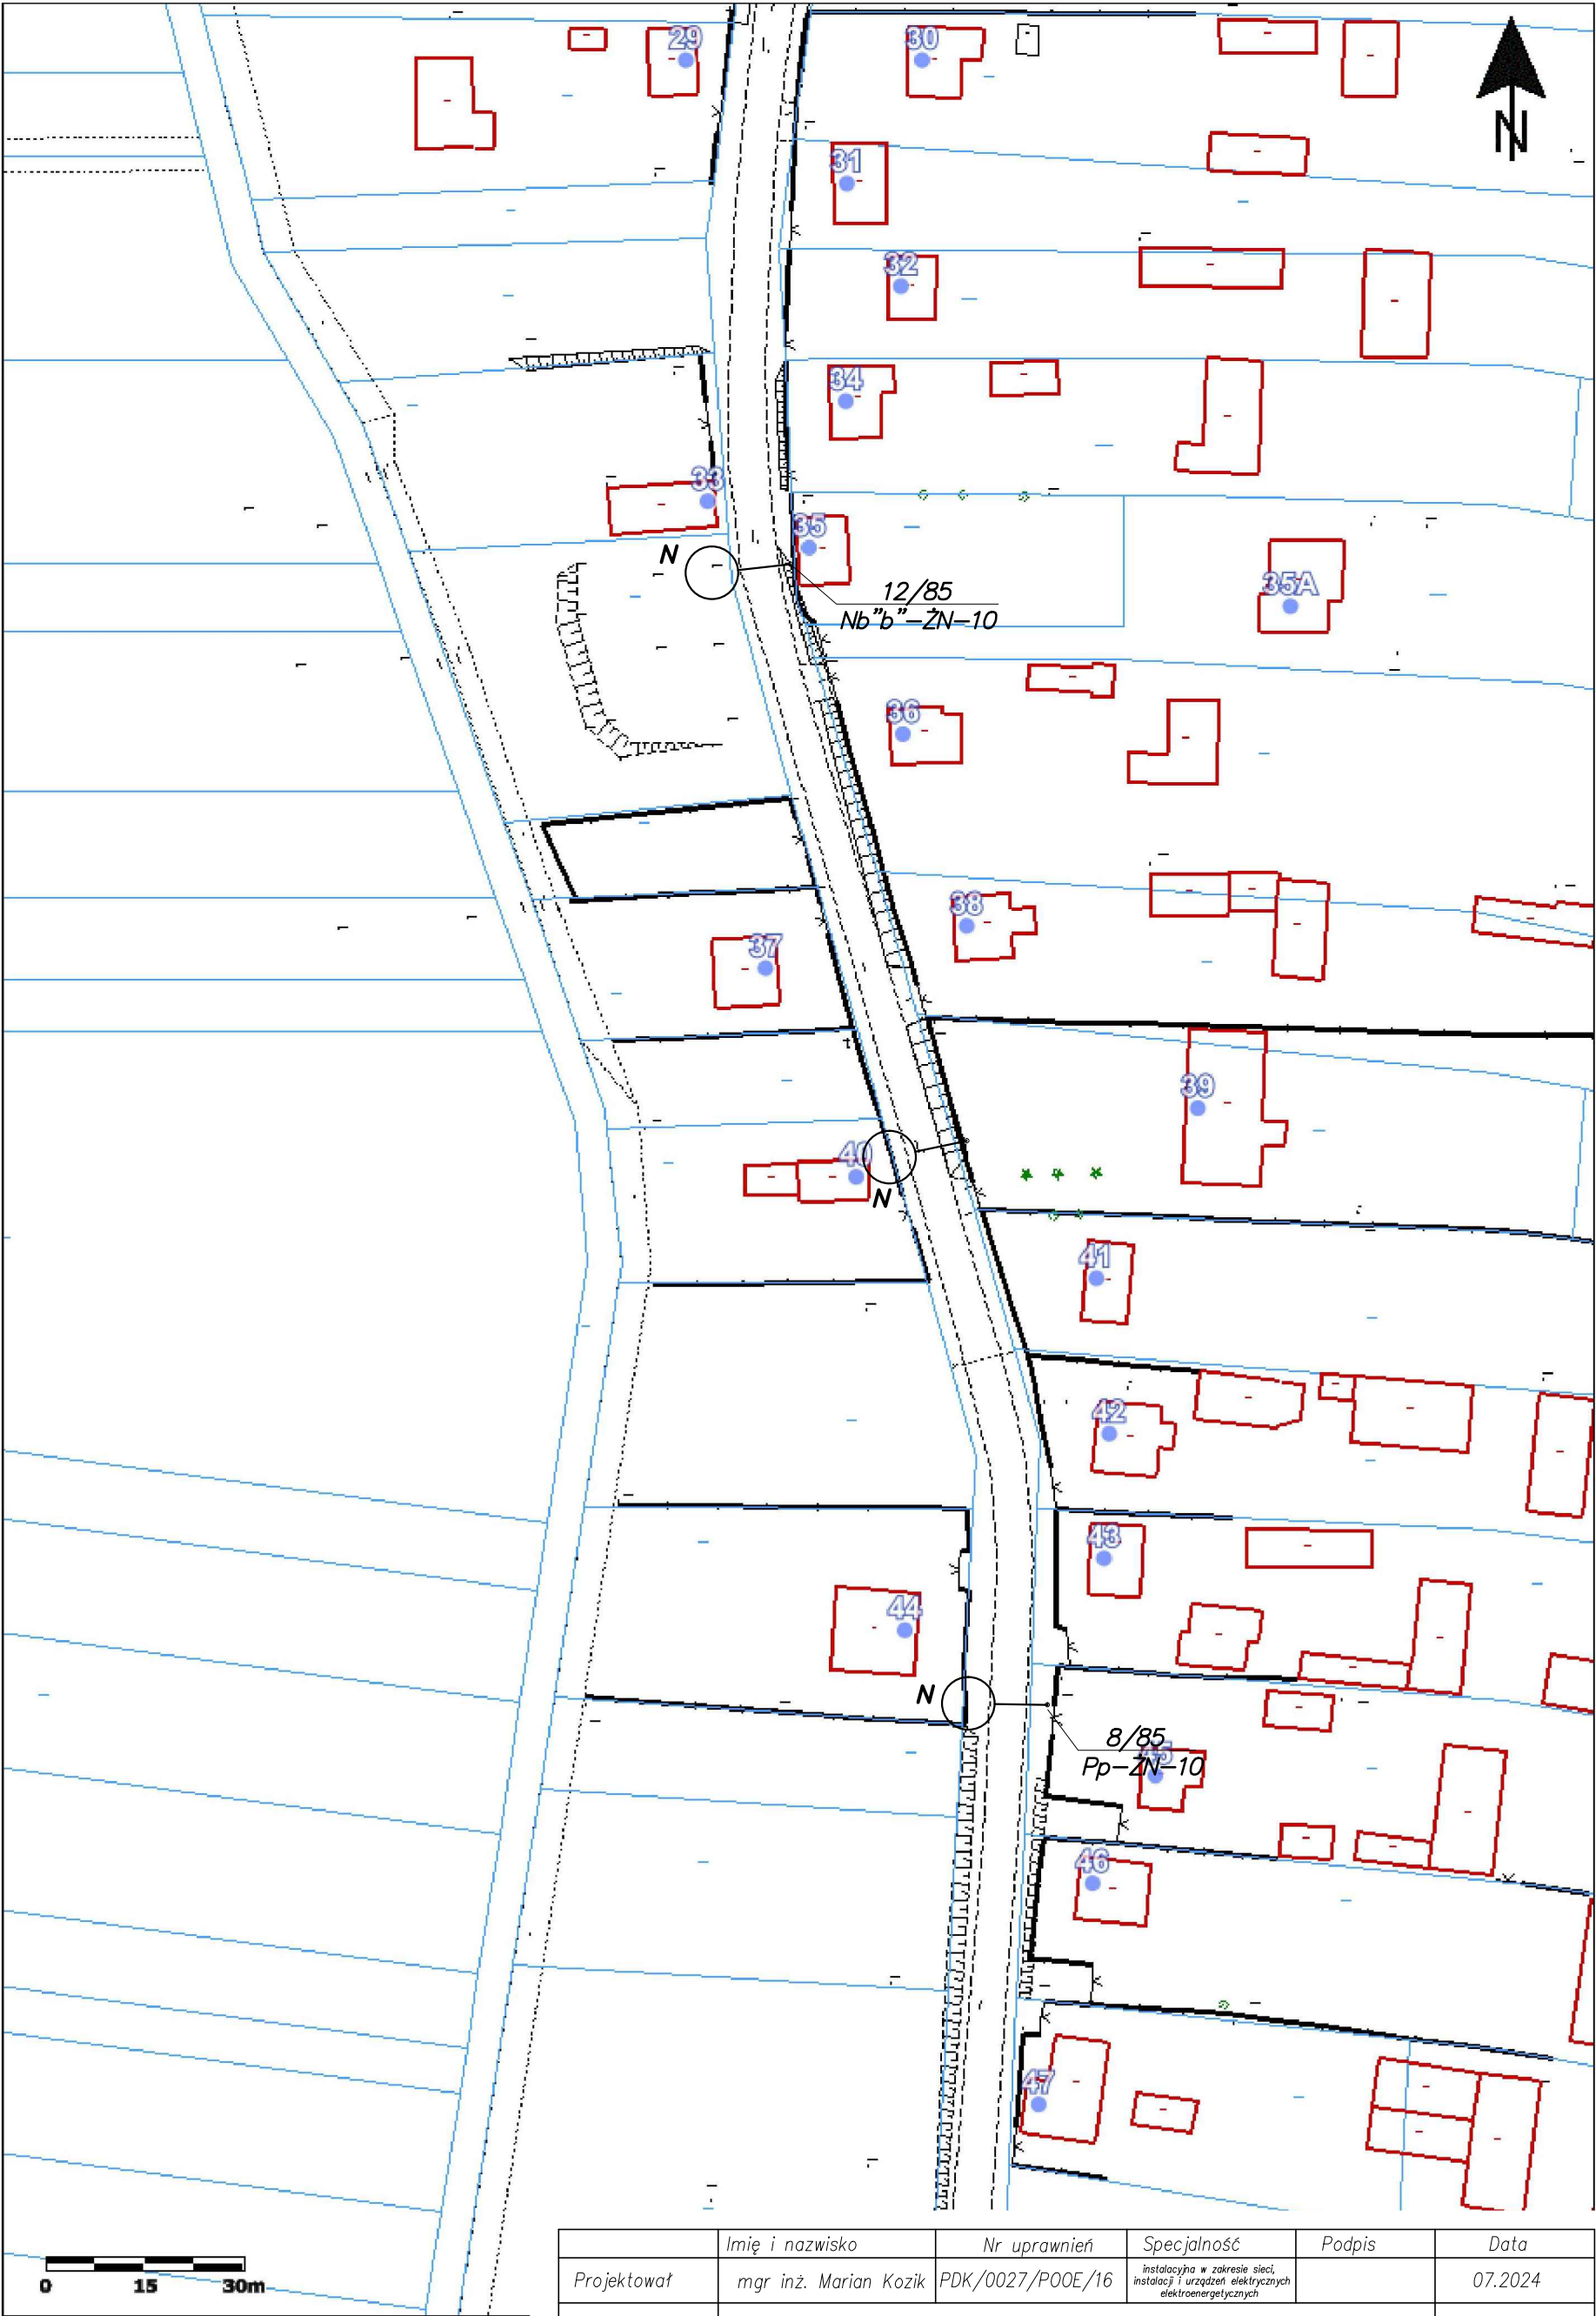 29
30
N
31
32
34
33
35
N
12/85
Nb"b"-ŻN-10
35A
36
38
37
39
40
N
41
42
43
44
N
8/85
45
Pp-ŻN-10
46
47
0 15 30m
Imię i nazwisko Nr uprawnień Specjalność Podpis Data
Projektował mgr inż. Marian Kozik PDK/0027/POOE/16 instalacyjna w zakresie sieci, 07.2024
instalacji i urządzeń elektrycznych
elektroenergetycznych